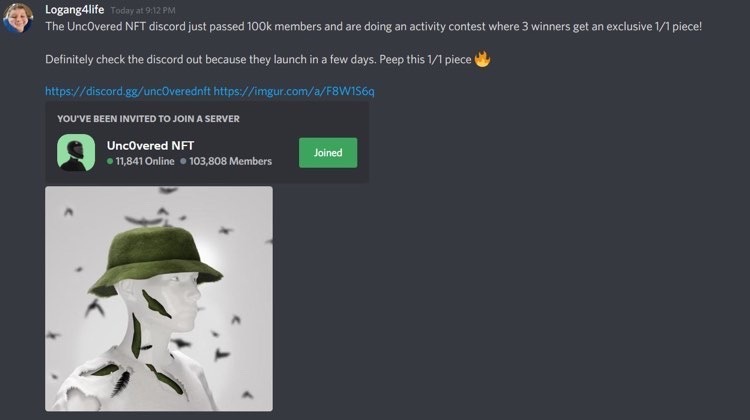 Logang4life Today at 9:12 PM
The Unc0vered NFT discord just passed 100k members and are doing an activity contest where 3 winners get an exclusive 1/1 piece!
Definitely check the discord out because they launch in a few days. Peep this 1/1 piece 🔥
https://discord.gg/unc0verednft https://imgur.com/a/F8W1S6q
YOU'VE BEEN INVITED TO JOIN A SERVER
Unc0vered NFT
11,841 Online 103,808 Members
Joined